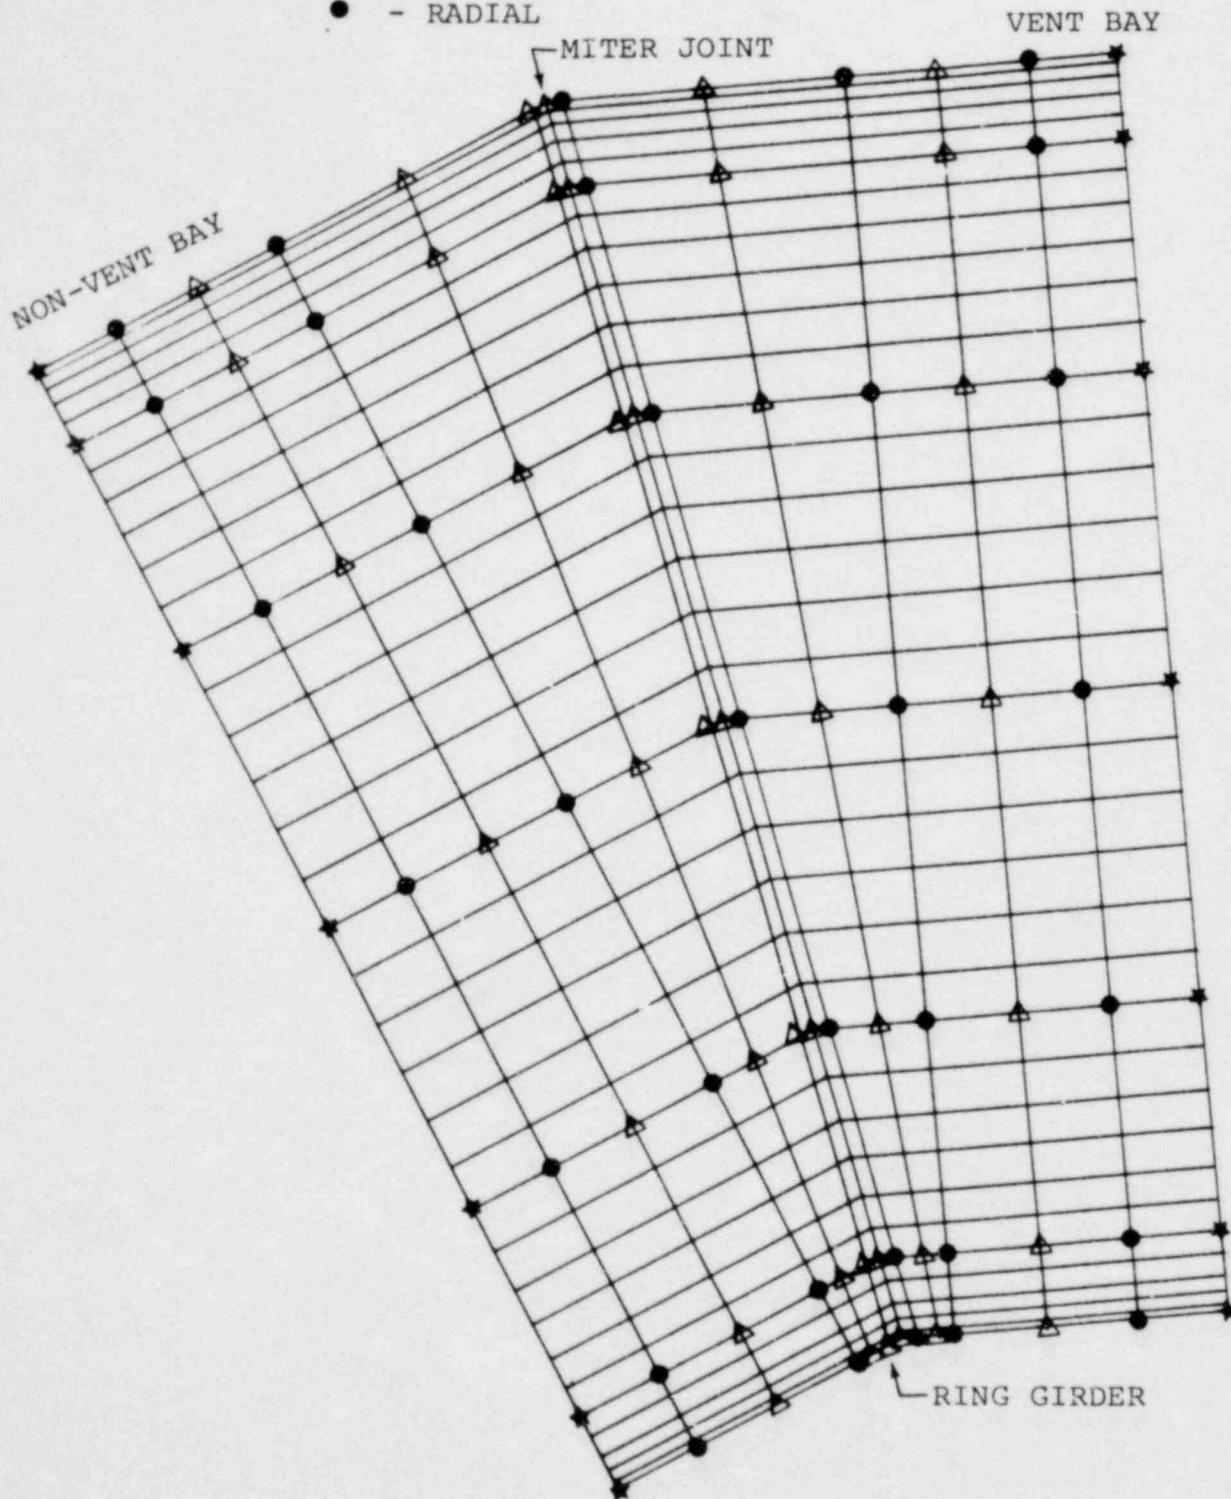 ● - RADIAL
VENT BAY
MITER JOINT
NON-VENT BAY
RING GIRDER